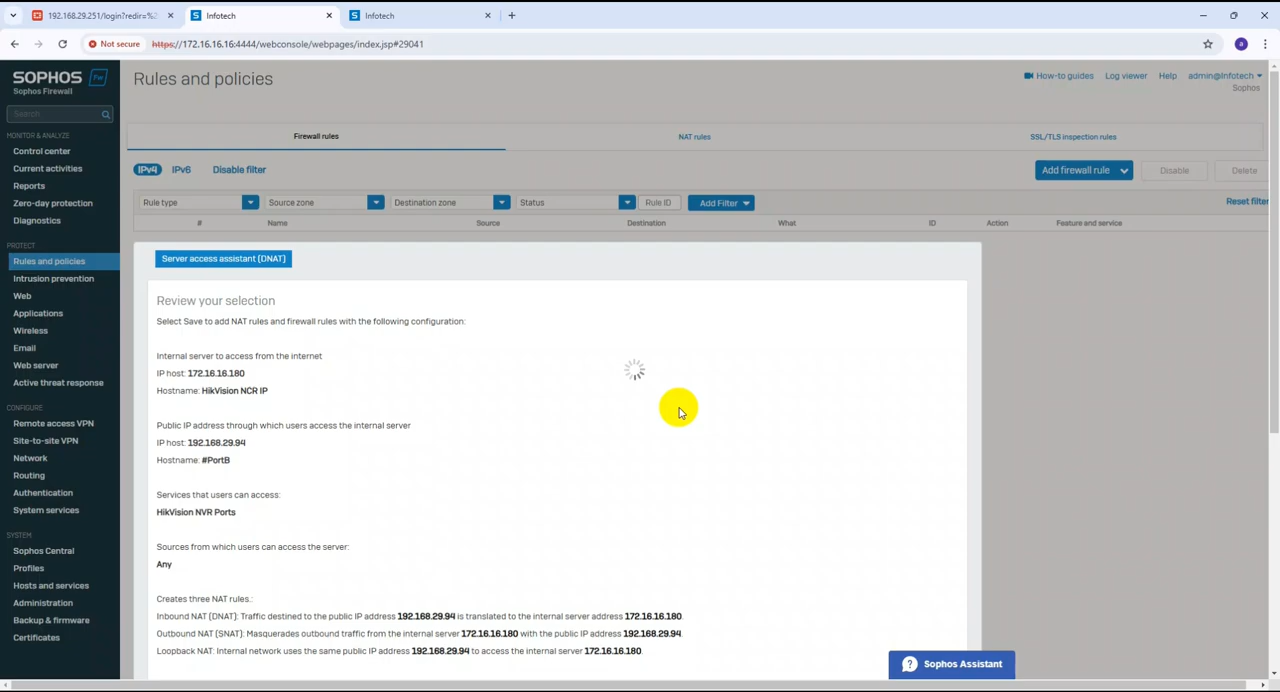 192.168.29.251/login?redir=%2
Infotech
Infotech
Not secure
https://172.16.16.16:4444/webconsole/webpages/index.jsp#29041
a
SOPHOS Fw
Sophos Firewall
Search
MONITOR & ANALYZE
Control center
Current activities
Reports
Zero-day protection
Diagnostics
PROTECT
Rules and policies
Intrusion prevention
Web
Applications
Wireless
Email
Web server
Active threat response
CONFIGURE
Remote access VPN
Site-to-site VPN
Network
Routing
Authentication
System services
SYSTEM
Sophos Central
Profiles
Hosts and services
Administration
Backup & firmware
Certificates
Rules and policies
How-to guides Log viewer Help admin@Infotech
Sophos
Firewall rules NAT rules SSL/TLS inspection rules
IPv4 IPv6 Disable filter Add firewall rule Disable Delete
Rule type Source zone Destination zone Status Rule ID Add Filter Reset filter
# Name Source Destination What ID Action Feature and service
Server access assistant (DNAT)
Review your selection
Select Save to add NAT rules and firewall rules with the following configuration:
Internal server to access from the internet
IP host: 172.16.16.180
Hostname: HikVision NCR IP
Public IP address through which users access the internal server
IP host: 192.168.29.94
Hostname: #PortB
Services that users can access:
HikVision NVR Ports
Sources from which users can access the server:
Any
Creates three NAT rules.:
Inbound NAT (DNAT): Traffic destined to the public IP address 192.168.29.94 is translated to the internal server address 172.16.16.180.
Outbound NAT (SNAT): Masquerades outbound traffic from the internal server 172.16.16.180 with the public IP address 192.168.29.94.
Loopback NAT: Internal network uses the same public IP address 192.168.29.94 to access the internal server 172.16.16.180.
Sophos Assistant